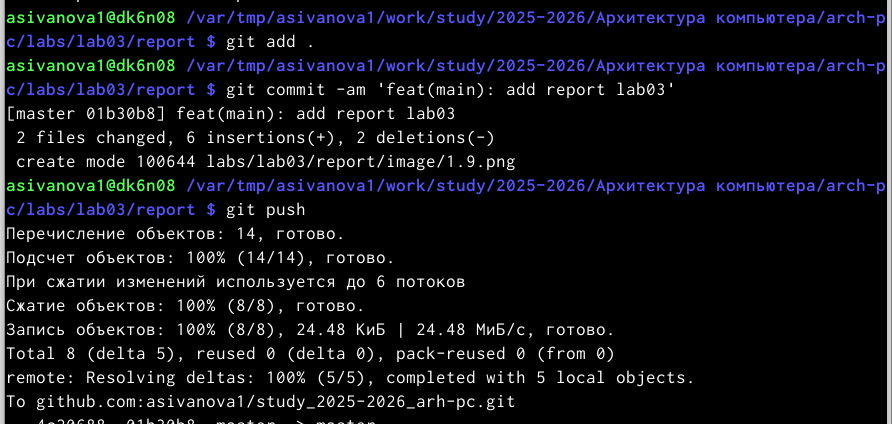 asivanova1@dk6n08 /var/tmp/asivanova1/work/study/2025-2026/Архитектура компьютера/arch-p
c/labs/lab03/report $ git add .
asivanova1@dk6n08 /var/tmp/asivanova1/work/study/2025-2026/Архитектура компьютера/arch-p
c/labs/lab03/report $ git commit -am 'feat(main): add report lab03'
[master 01b30b8] feat(main): add report lab03
 2 files changed, 6 insertions(+), 2 deletions(-)
 create mode 100644 labs/lab03/report/image/1.9.png
asivanova1@dk6n08 /var/tmp/asivanova1/work/study/2025-2026/Архитектура компьютера/arch-p
c/labs/lab03/report $ git push
Перечисление объектов: 14, готово.
Подсчет объектов: 100% (14/14), готово.
При сжатии изменений используется до 6 потоков
Сжатие объектов: 100% (8/8), готово.
Запись объектов: 100% (8/8), 24.48 КиБ | 24.48 МиБ/с, готово.
Total 8 (delta 5), reused 0 (delta 0), pack-reused 0 (from 0)
remote: Resolving deltas: 100% (5/5), completed with 5 local objects.
To github.com:asivanova1/study_2025-2026_arh-pc.git
01b30b8 master -> master